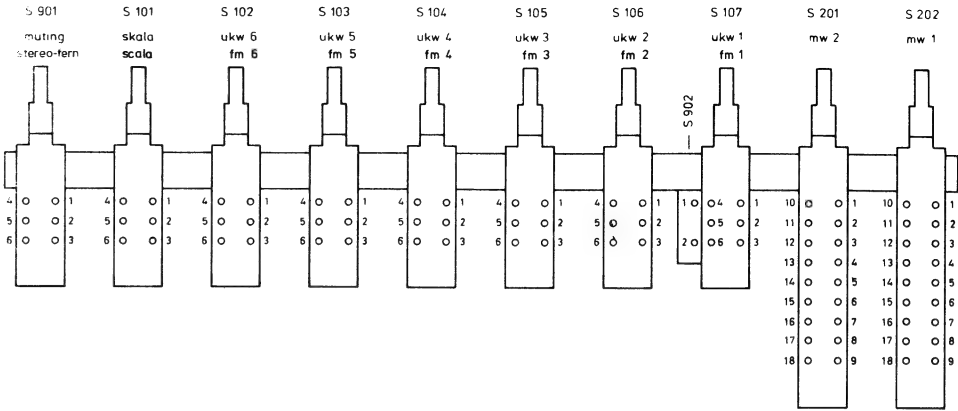 S 901 S 101 S 102 S 103 S 104 S 105 S 106 S 107 S 201 S 202
muting skala ukw 6 ukw 5 ukw 4 ukw 3 ukw 2 ukw 1 mw 2 mw 1
stereo-fern scala fm 6 fm 5 fm 4 fm 3 fm 2 fm 1
S 902
4 1 4 1 4 1 4 1 4 1 4 1 4 1 1 4 1 10 1 10 1
5 2 5 2 5 2 5 2 5 2 5 2 5 2 5 2 11 2 11 2
6 3 6 3 6 3 6 3 6 3 6 3 6 3 2 6 3 12 3 12 3
13 4 13 4
14 5 14 5
15 6 15 6
16 7 16 7
17 8 17 8
18 9 18 9